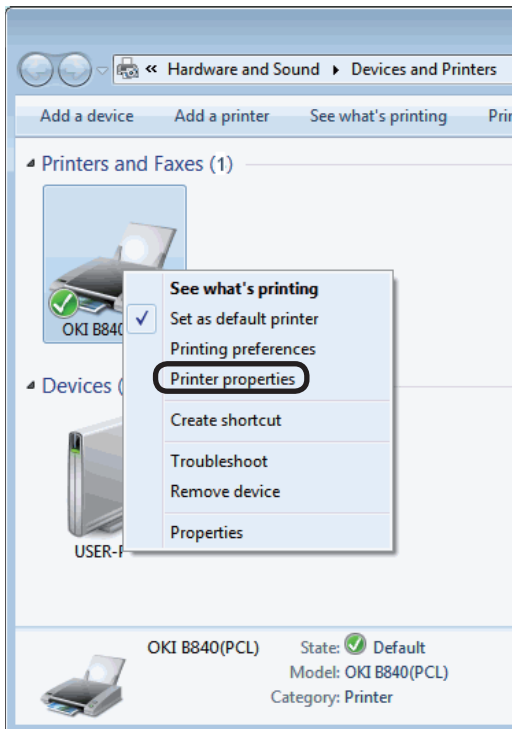 « Hardware and Sound Devices and Printers
Add a device Add a printer See what's printing
Printers and Faxes (1)
OKI B840
See what's printing
Set as default printer
Printing preferences
Printer properties
Devices (
Create shortcut
Troubleshoot
Remove device
Properties
USER-
OKI B840(PCL) State: Default
Model: OKI B840(PCL)
Category: Printer